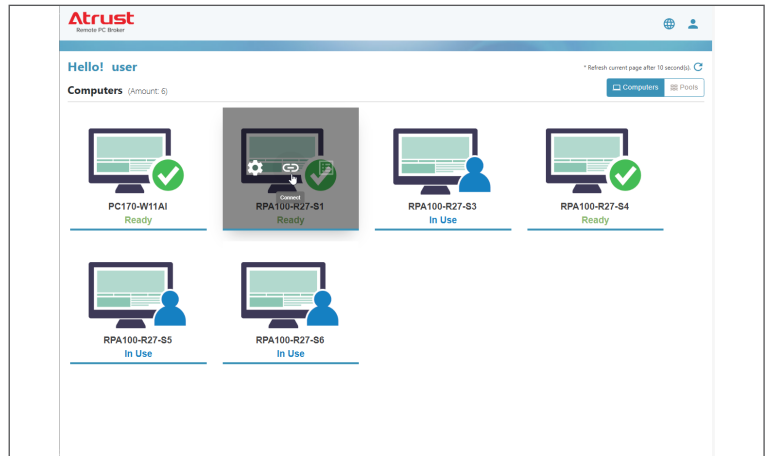 Atrust
Remote PC Broker
Hello! user
* Refresh current page after 10 second(s).
Computers (Amount: 6)
Computers
Pools
Connect
PC170-W11AI
RPA100-R27-S1
RPA100-R27-S3
RPA100-R27-S4
Ready
Ready
In Use
Ready
RPA100-R27-S5
RPA100-R27-S6
In Use
In Use